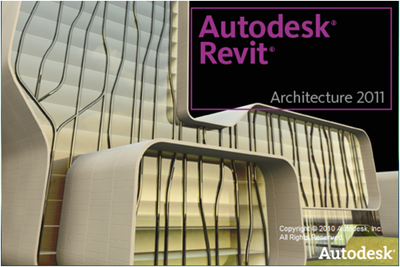 Autodesk®
Revit®
Architecture 2011
Copyright © 2010 Autodesk, Inc.
All Rights Reserved.
Autodesk®